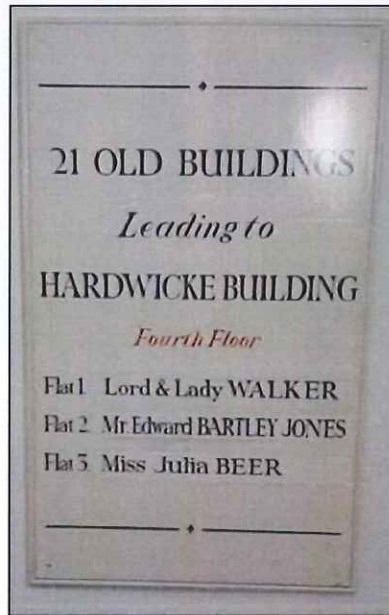 21 OLD BUILDINGS
Leading to
HARDWICKE BUILDING
Fourth Floor
Flat 1 Lord & Lady WALKER
Flat 2 Mr. Edward BARTLEY JONES
Flat 3 Miss Julia BEER